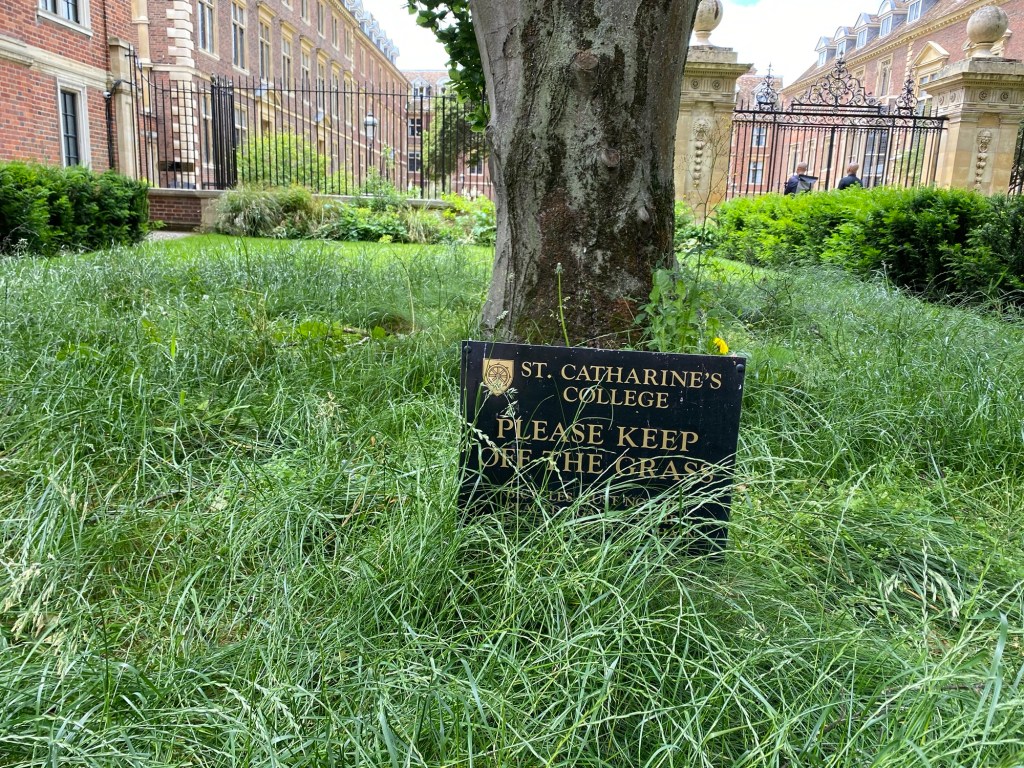 ST. CATHARINE'S
COLLEGE
PLEASE KEEP
OFF THE GRASS